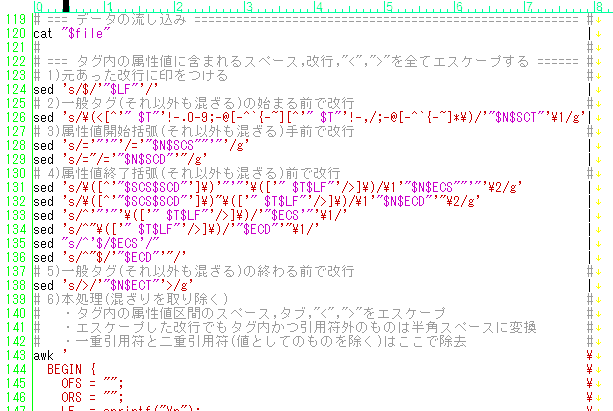 0 1 2 3 4 5 6 7 8
119 # === データの流し込み ============================================== #
120 cat "$file" |
121 # #
122 # === タグ内の属性値に含まれるスペース,改行,"<",">"を全てエスケープする ====== #
123 # 1)元あった改行に印をつける #
124 sed 's/$/'"$LF"'/' |
125 # 2)一般タグ(それ以外も混ざる)の始まる前で改行 #
126 sed 's/¥(<[^'" $T"'!-.0-9;-@[-^`{-~][^'" $T"'!-,/;-@[-^`{-~]*¥)/'"$N$SCT"'¥1/g' |
127 # 3)属性値開始括弧(それ以外も混ざる)手前で改行 #
128 sed 's/='"'"'/='"$N$SCS""'"'/g' |
129 sed 's/="/='"$N$SCD"'"/g' |
130 # 4)属性値終了括弧(それ以外も混ざる)前で改行 #
131 sed 's/¥([^'"$SCS$SCD"']¥)'"'"'¥(['" $T$LF"'/>]¥)/¥1'"$N$ECS""'"'¥2/g' |
132 sed 's/¥([^'"$SCS$SCD"']¥)"¥(['" $T$LF"'/>]¥)/¥1'"$N$ECD"'"¥2/g' |
133 sed 's/^'"'"'¥(['" $T$LF"'/>]¥)/'"$ECS""'"'¥1/' |
134 sed 's/^"¥(['" $T$LF"'/>]¥)/'"$ECD"'"¥1/' |
135 sed "s/^'$/$ECS'/" |
136 sed 's/^"$/'"$ECD"'"/' |
137 # 5)一般タグ(それ以外も混ざる)の終わる前で改行 #
138 sed 's/>/'"$N$ECT"'>/g' |
139 # 6)本処理(混ざりを取り除く) #
140 # ・タグ内の属性値区間のスペース,タブ,"<",">"をエスケープ #
141 # ・エスケープした改行でもタグ内かつ引用符外のものは半角スペースに変換 #
142 # ・一重引用符と二重引用符(値としてのものを除く)はここで除去 #
143 awk ' ¥
144 BEGIN { ¥
145 OFS = ""; ¥
146 ORS = ""; ¥
147 LF = sprintf("¥n"); ¥